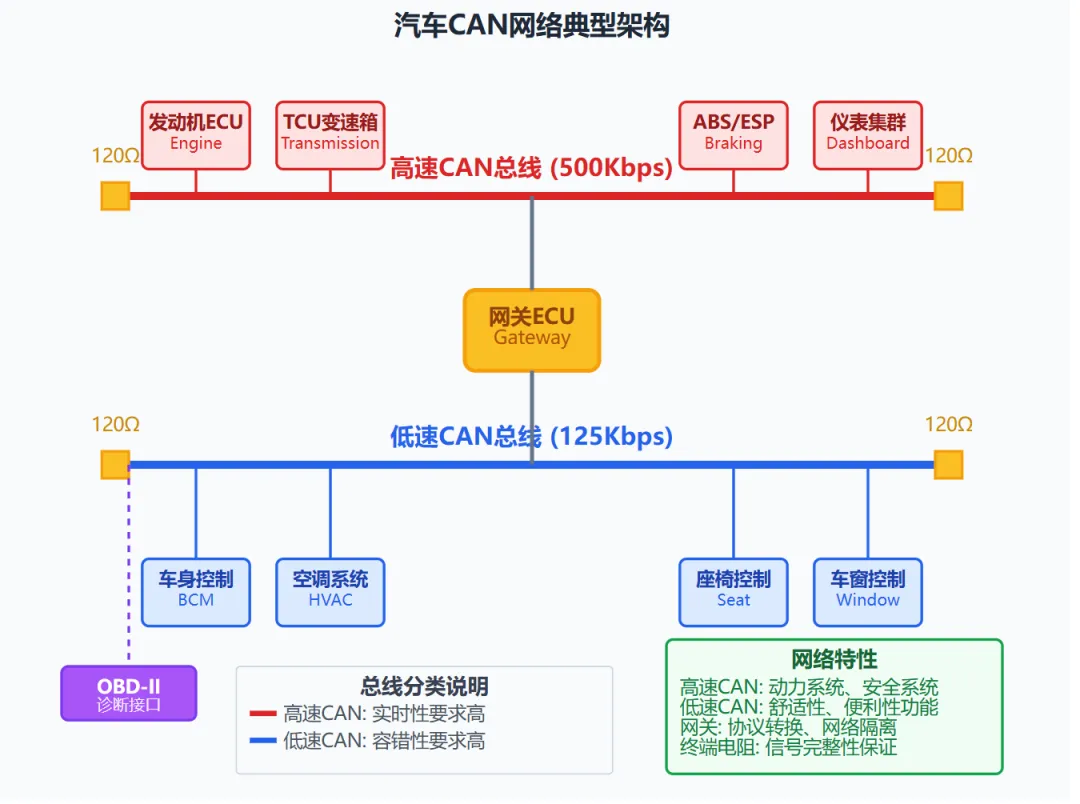 汽车CAN网络典型架构
发动机ECU
Engine
TCU变速箱
Transmission
ABS/ESP
Braking
仪表集群
Dashboard
120Ω
120Ω
高速CAN总线 (500Kbps)
网关ECU
Gateway
120Ω
120Ω
低速CAN总线 (125Kbps)
车身控制
BCM
空调系统
HVAC
座椅控制
Seat
车窗控制
Window
OBD-II
诊断接口
总线分类说明
高速CAN: 实时性要求高
低速CAN: 容错性要求高
网络特性
高速CAN: 动力系统、安全系统
低速CAN: 舒适性、便利性功能
网关: 协议转换、网络隔离
终端电阻: 信号完整性保证